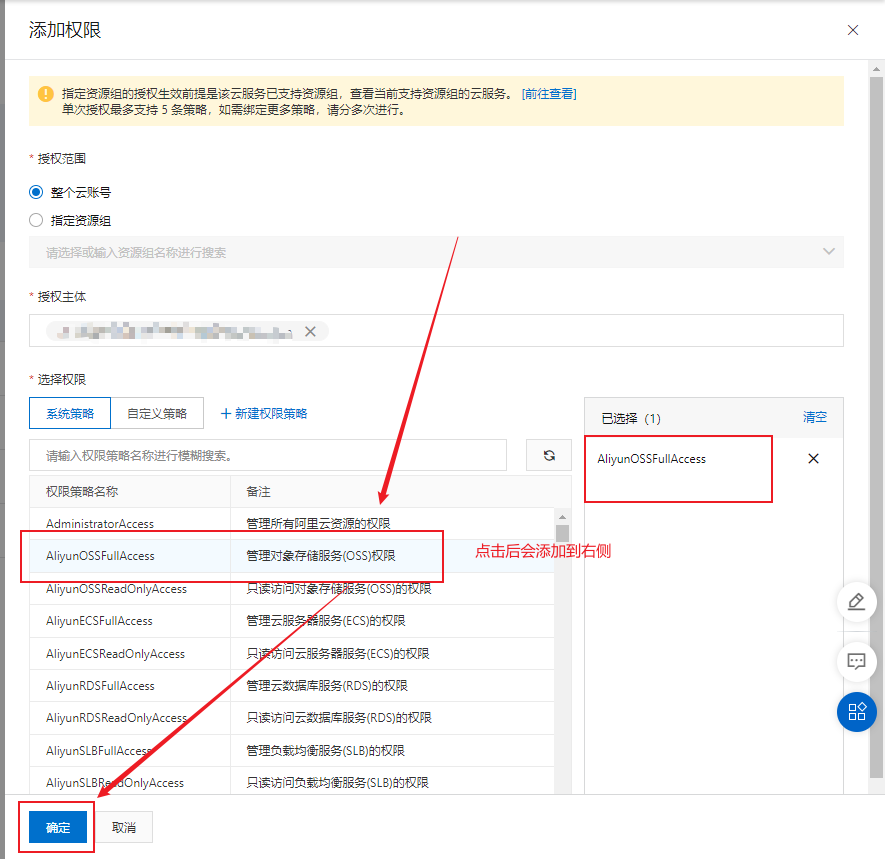 添加权限
指定资源组的授权生效前提是该云服务已支持资源组，查看当前支持资源组的云服务。 [前往查看]
单次授权最多支持 5 条策略，如需绑定更多策略，请分多次进行。
* 授权范围
整个云账号
指定资源组
请选择或输入资源组名称进行搜索
* 授权主体
* 选择权限
系统策略 自定义策略 + 新建权限策略
已选择 (1) 清空
请输入权限策略名称进行模糊搜索。
AliyunOSSFullAccess
权限策略名称 备注
AdministratorAccess 管理所有阿里云资源的权限
AliyunOSSFullAccess 管理对象存储服务(OSS)权限
点击后会添加到右侧
AliyunOSSReadOnlyAccess 只读访问对象存储服务(OSS)的权限
AliyunECSFullAccess 管理云服务器服务(ECS)的权限
AliyunECSReadOnlyAccess 只读访问云服务器服务(ECS)的权限
AliyunRDSFullAccess 管理云数据库服务(RDS)的权限
AliyunRDSReadOnlyAccess 只读访问云数据库服务(RDS)的权限
AliyunSLBFullAccess 管理负载均衡服务(SLB)的权限
AliyunSLBReadOnlyAccess 只读访问负载均衡服务(SLB)的权限
确定 取消